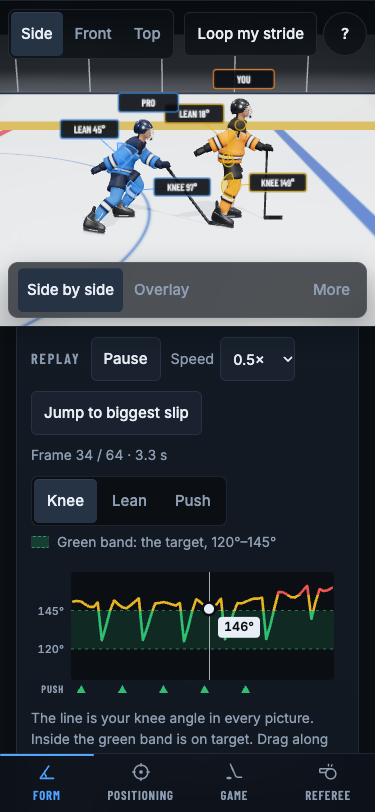 Side Front Top Loop my stride ?
YOU
PRO
LEAN 18°
LEAN 45°
KNEE 97°
KNEE 149°
Side by side Overlay More
REPLAY Pause Speed 0.5×
Jump to biggest slip
Frame 34 / 64 · 3.3 s
Knee Lean Push
Green band: the target, 120°–145°
145°
146°
120°
PUSH
The line is your knee angle in every picture.
Inside the green band is on target. Drag along
FORM POSITIONING GAME REFEREE